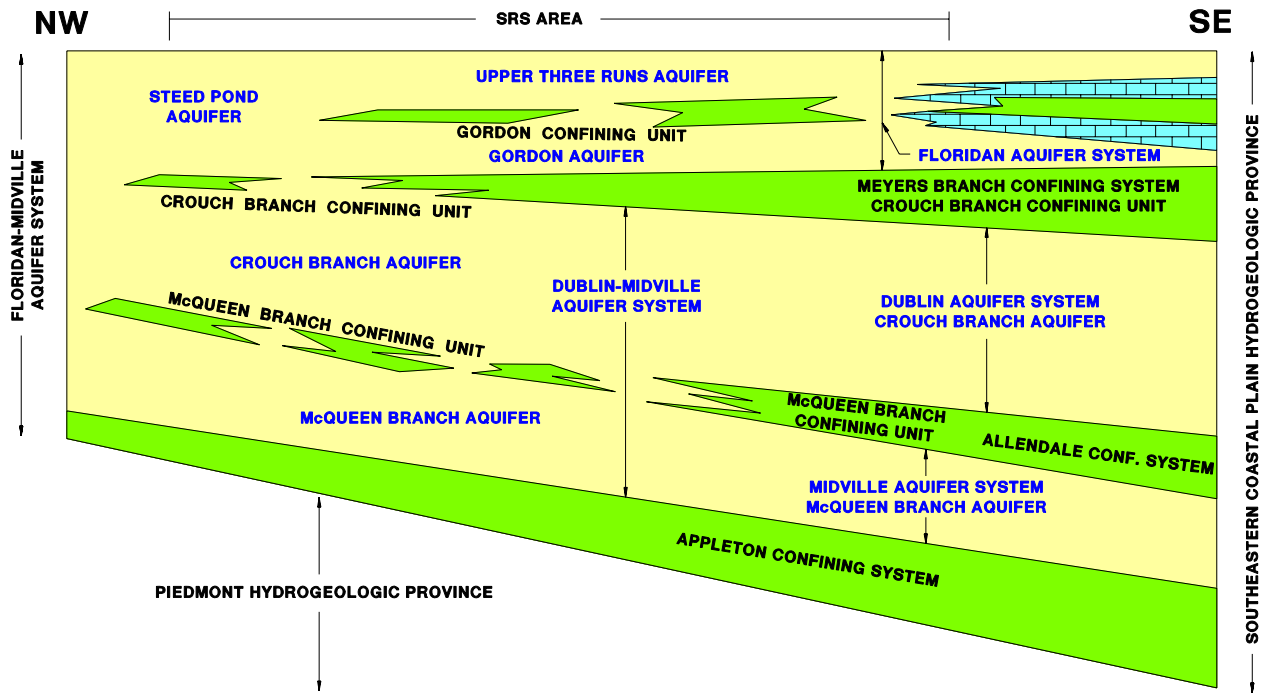 NW
SRS AREA
SE
UPPER THREE RUNS AQUIFER
STEED POND
AQUIFER
GORDON CONFINING UNIT
GORDON AQUIFER
FLORIDAN AQUIFER SYSTEM
MEYERS BRANCH CONFINING SYSTEM
CROUCH BRANCH CONFINING UNIT
CROUCH BRANCH CONFINING UNIT
FLORIDAN-MIDVILLE
AQUIFER SYSTEM
CROUCH BRANCH AQUIFER
DUBLIN-MIDVILLE
AQUIFER SYSTEM
DUBLIN AQUIFER SYSTEM
CROUCH BRANCH AQUIFER
McQUEEN BRANCH CONFINING UNIT
McQUEEN BRANCH AQUIFER
McQUEEN BRANCH
CONFINING UNIT
ALLENDALE CONF. SYSTEM
MIDVILLE AQUIFER SYSTEM
McQUEEN BRANCH AQUIFER
APPLETON CONFINING SYSTEM
PIEDMONT HYDROGEOLOGIC PROVINCE
SOUTHEASTERN COASTAL PLAIN HYDROGEOLOGIC PROVINCE